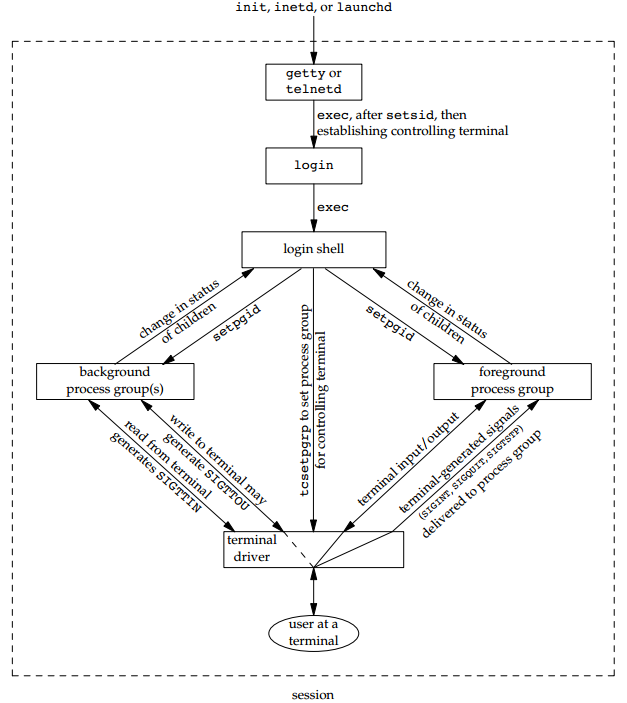 init, inetd, or launchd
getty or
telnetd
exec, after setsid, then
establishing controlling terminal
login
exec
login shell
change in status
of children
setpgid
tcsetpgrp to set process group
for controlling terminal
setpgid
change in status
of children
background
process group(s)
foreground
process group
read from terminal
generates SIGTTIN
write to terminal may
generate SIGTTOU
terminal input/output
terminal-generated signals
(SIGINT, SIGQUIT, SIGTSTP)
delivered to process group
terminal
driver
user at a
terminal
session